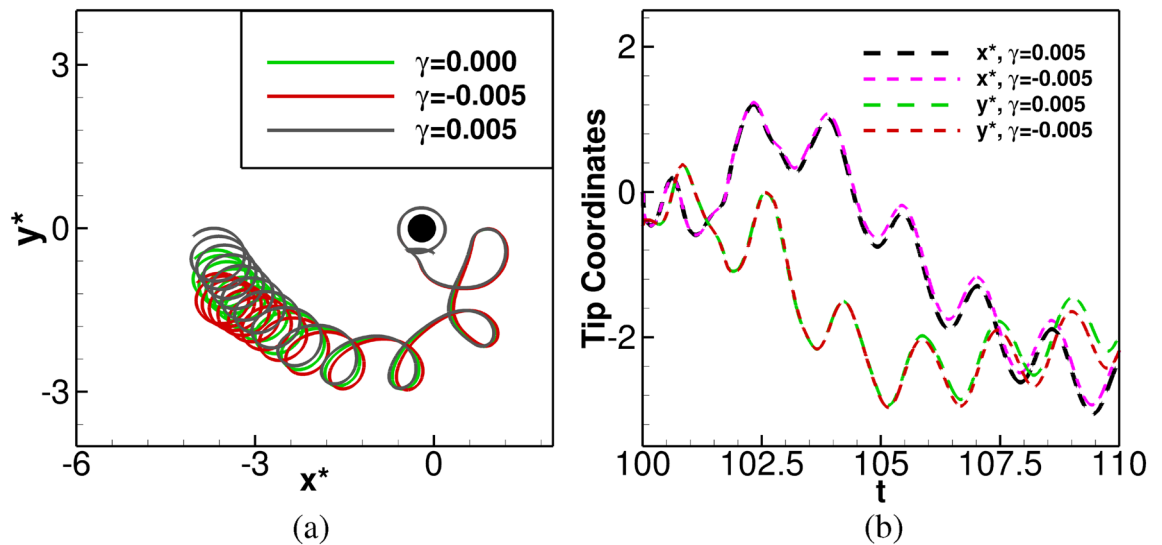 γ=0.000
γ=-0.005
γ=0.005
3
0
-3
y*
-6
-3
0
x*
(a)
x*, γ=0.005
x*, γ=-0.005
y*, γ=0.005
y*, γ=-0.005
2
0
-2
Tip Coordinates
100
102.5
105
107.5
110
t
(b)